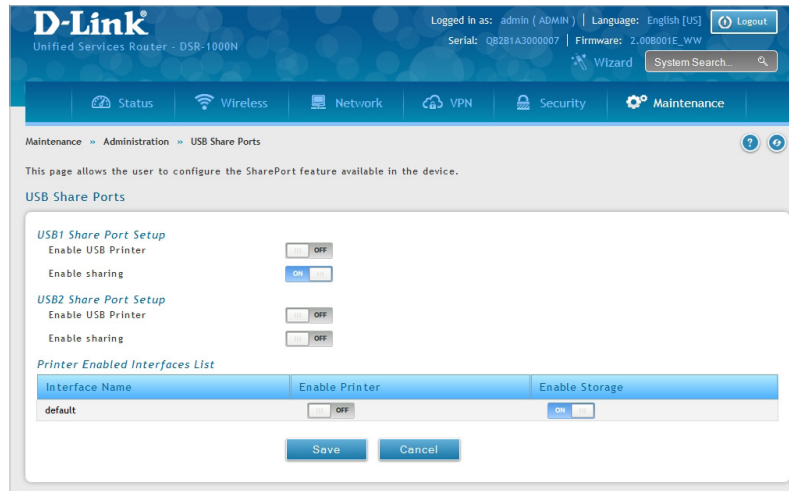 D-Link®
Logged in as: admin ( ADMIN ) | Language: English [US]
Logout
Unified Services Router - DSR-1000N
Serial: QB2B1A3000007 | Firmware: 2.00B001E_WW
Wizard
System Search...
Status
Wireless
Network
VPN
Security
Maintenance
Maintenance » Administration » USB Share Ports
?
This page allows the user to configure the SharePort feature available in the device.
USB Share Ports
USB1 Share Port Setup
Enable USB Printer OFF
Enable sharing ON
USB2 Share Port Setup
Enable USB Printer OFF
Enable sharing OFF
Printer Enabled Interfaces List
Interface Name Enable Printer Enable Storage
default OFF ON
Save Cancel